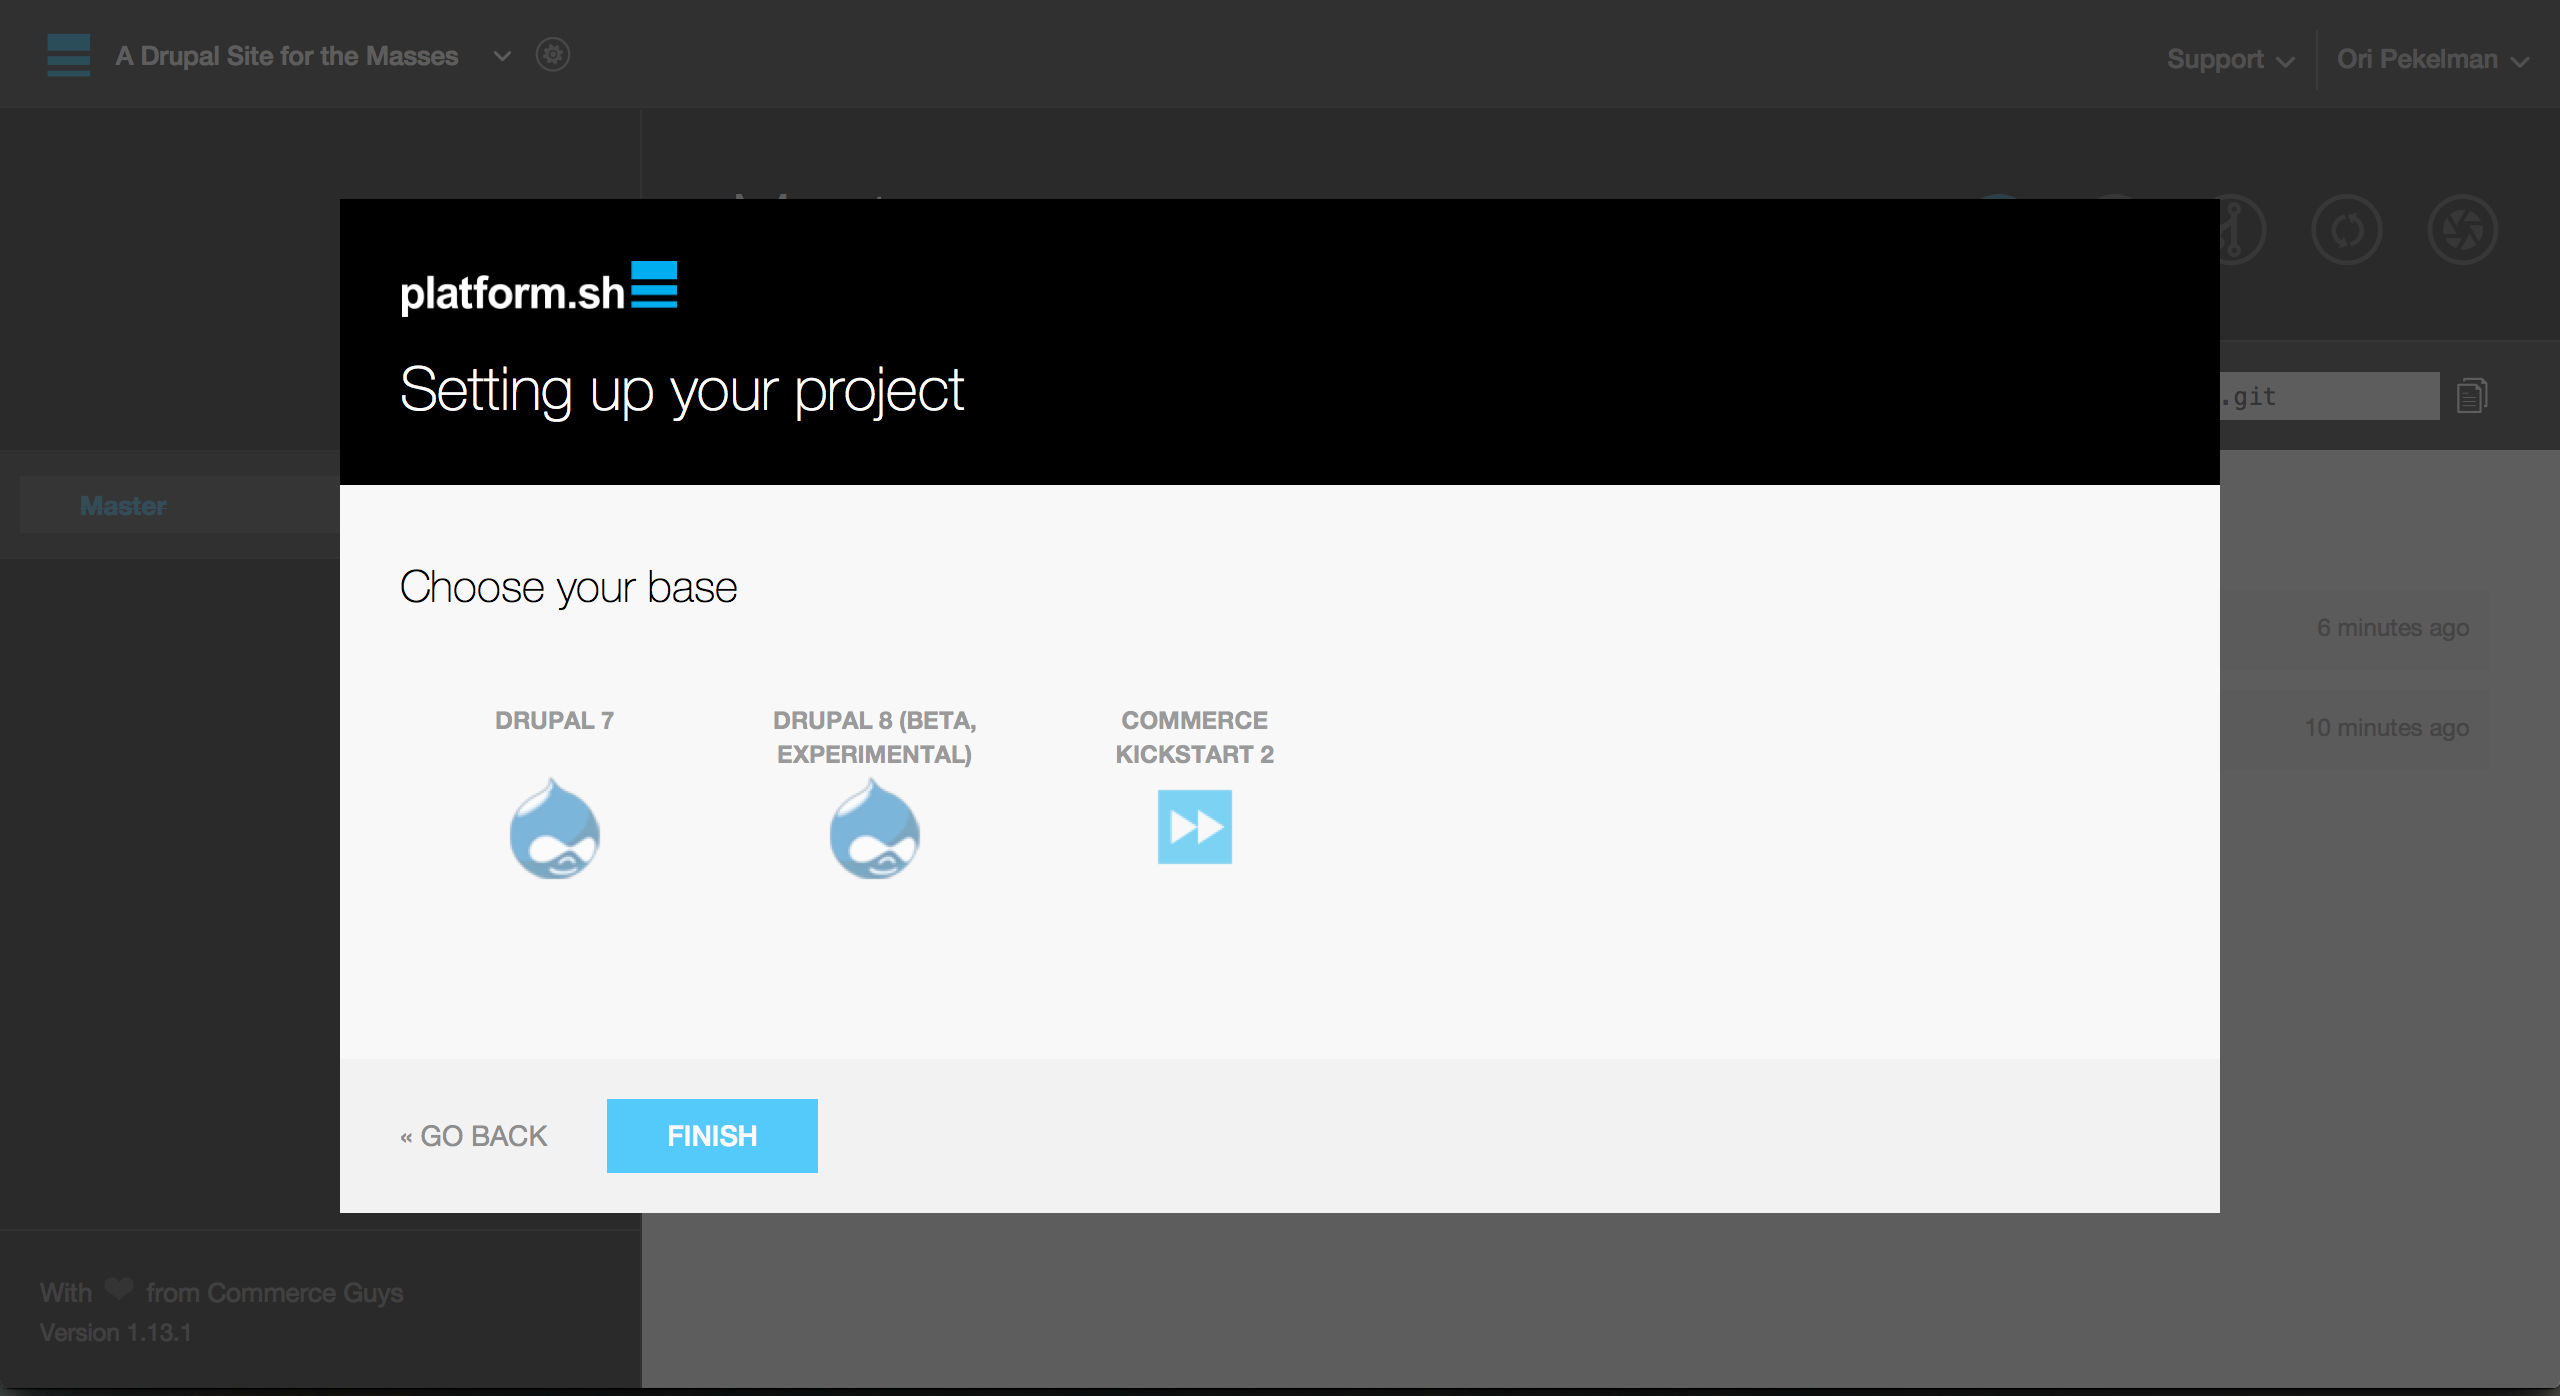 A Drupal Site for the Masses
Support
Ori Pekelman
platform.sh
Setting up your project
.git
Master
Choose your base
6 minutes ago
DRUPAL 7
DRUPAL 8 (BETA,
EXPERIMENTAL)
COMMERCE
KICKSTART 2
10 minutes ago
« GO BACK
FINISH
With ❤ from Commerce Guys
Version 1.13.1